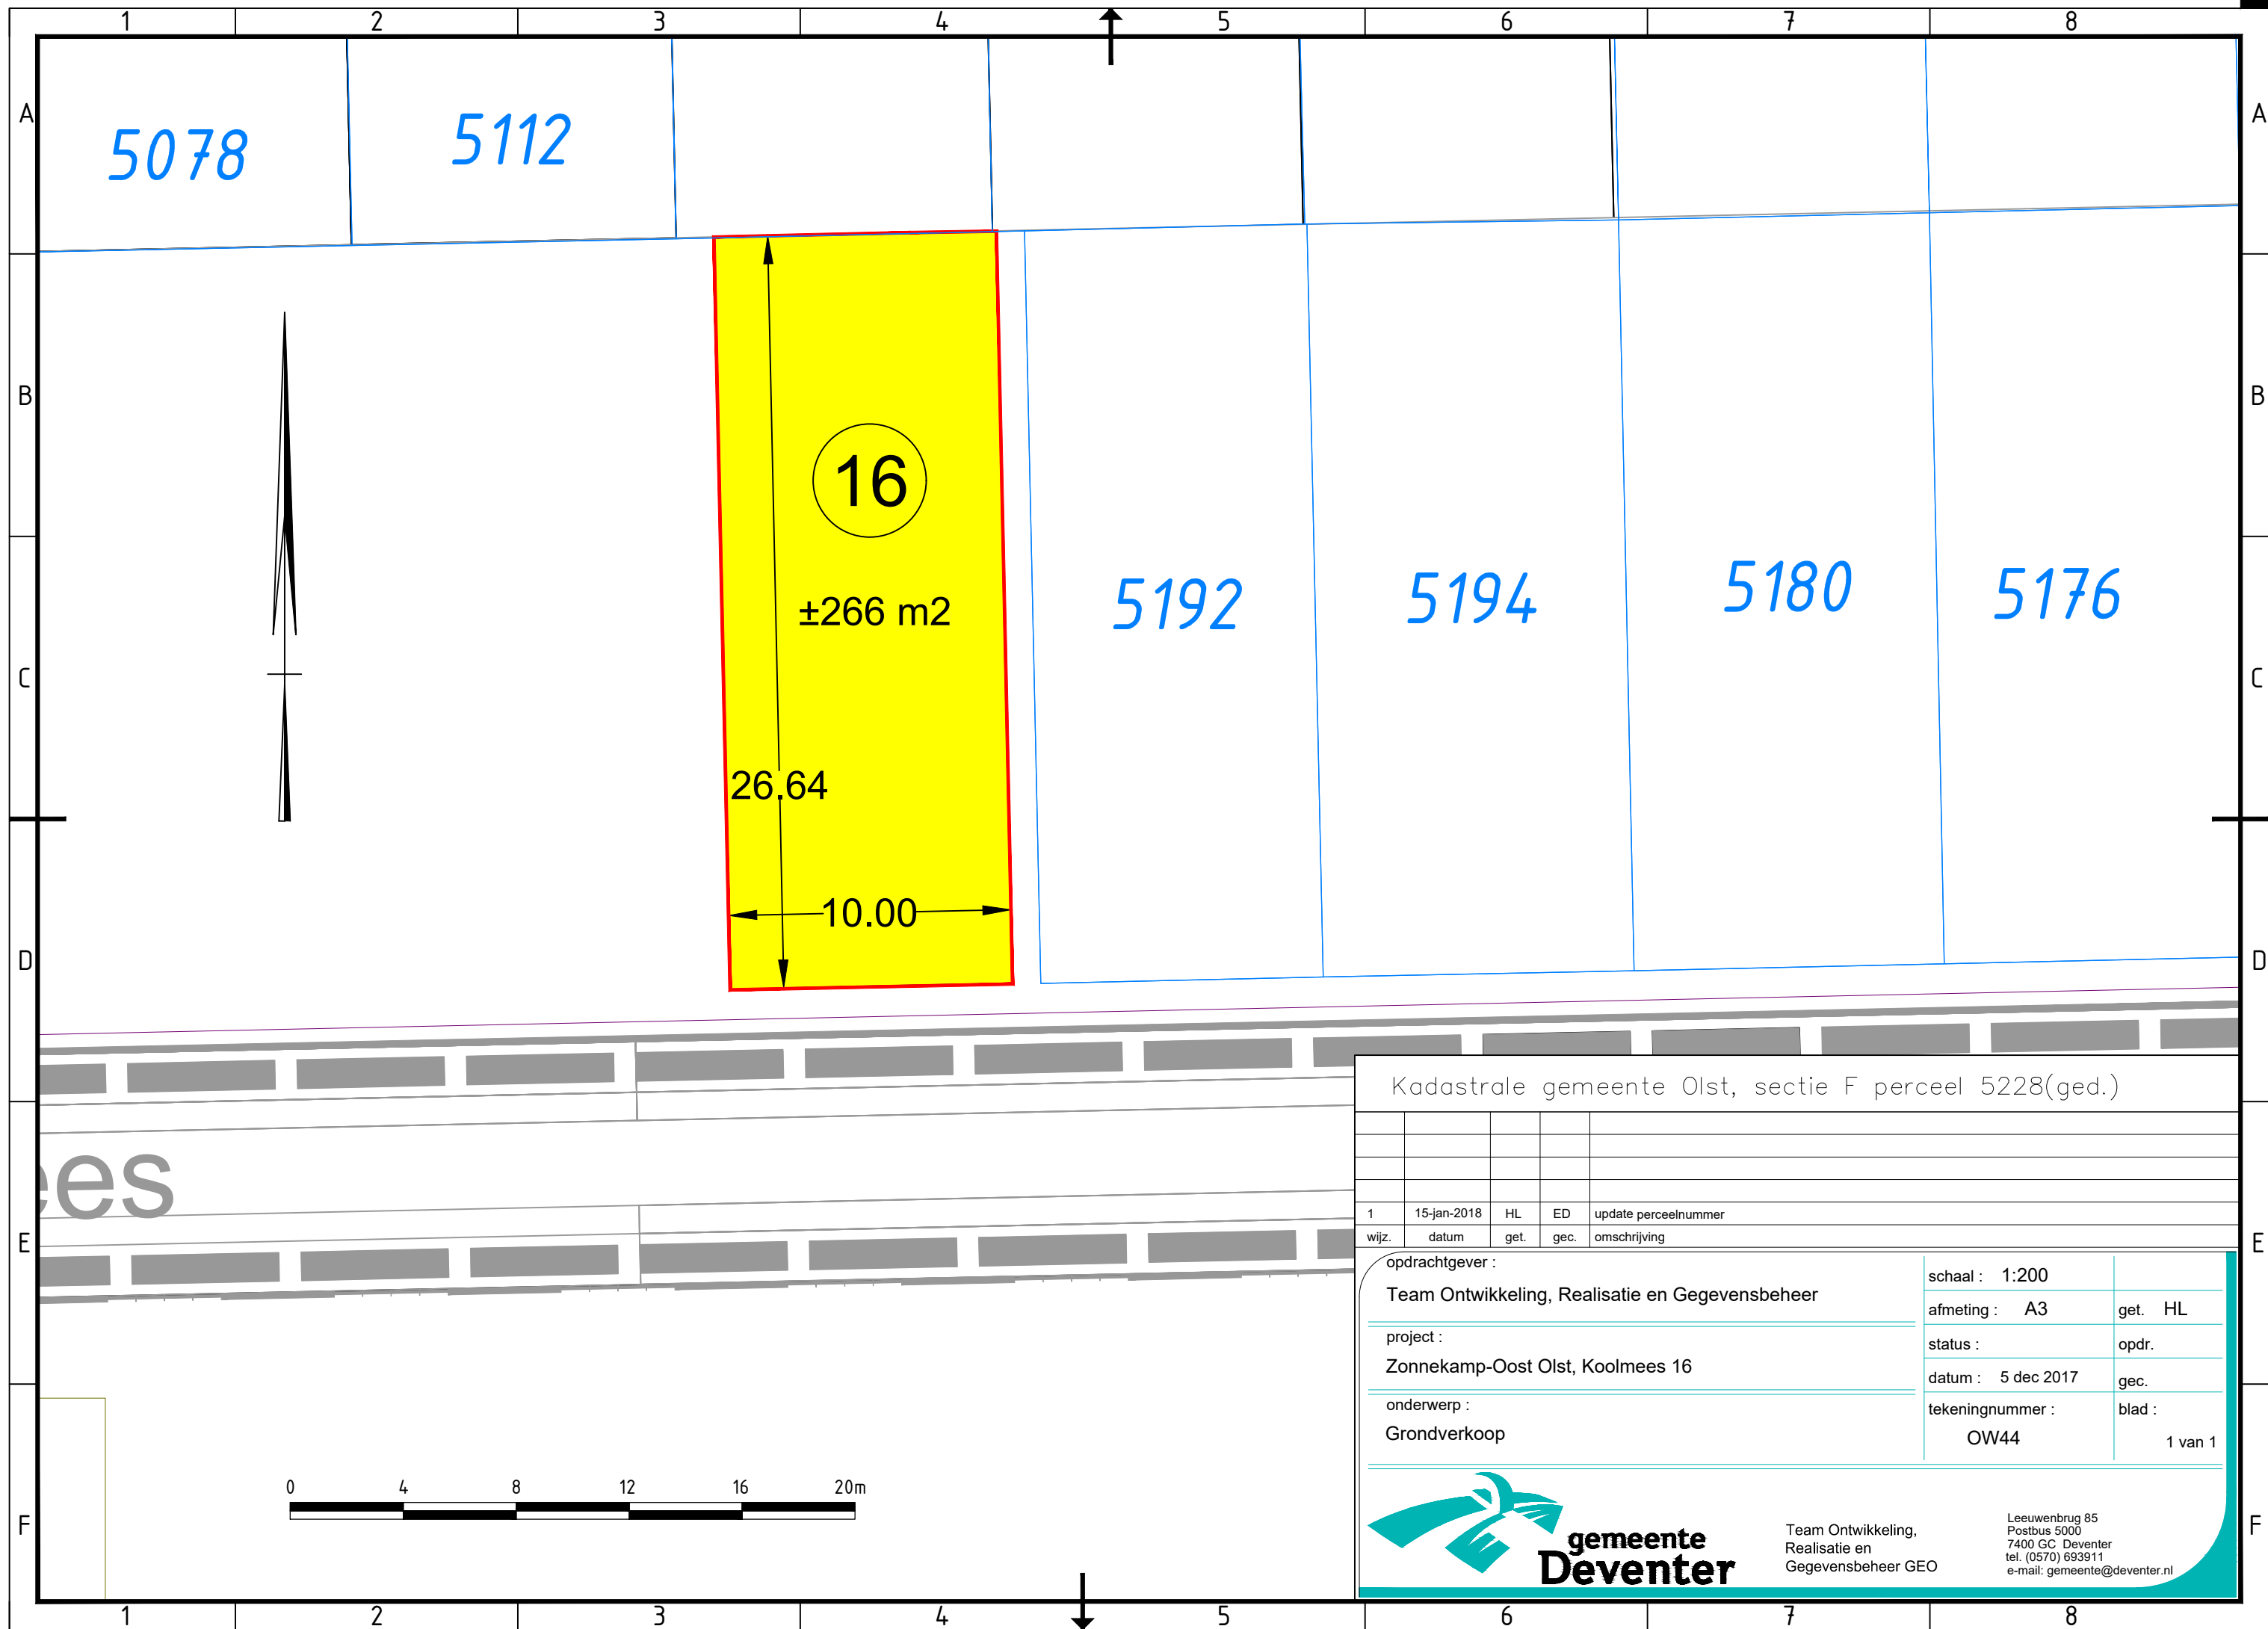 1 2 3 4 5 6 7 8
A A
5078
5112
B B
16
±266 m2
5192
5194
5180
5176
C C
26.64
10.00
D D
ees
Kadastrale gemeente Olst, sectie F perceel 5228(ged.)
1 15-jan-2018 HL ED update perceelnummer
wijz. datum get. gec. omschrijving
E E
opdrachtgever :
Team Ontwikkeling, Realisatie en Gegevensbeheer
project :
Zonnekamp-Oost Olst, Koolmees 16
onderwerp :
Grondverkoop
schaal : 1:200
afmeting : A3 get. HL
status : opdr.
datum : 5 dec 2017 gec.
tekeningnummer : blad :
OW44 1 van 1
0 4 8 12 16 20m
F F
gemeente
Deventer
Team Ontwikkeling,
Realisatie en
Gegevensbeheer GEO
Leeuwenbrug 85
Postbus 5000
7400 GC Deventer
tel. (0570) 693911
e-mail: gemeente@deventer.nl
1 2 3 4 5 6 7 8